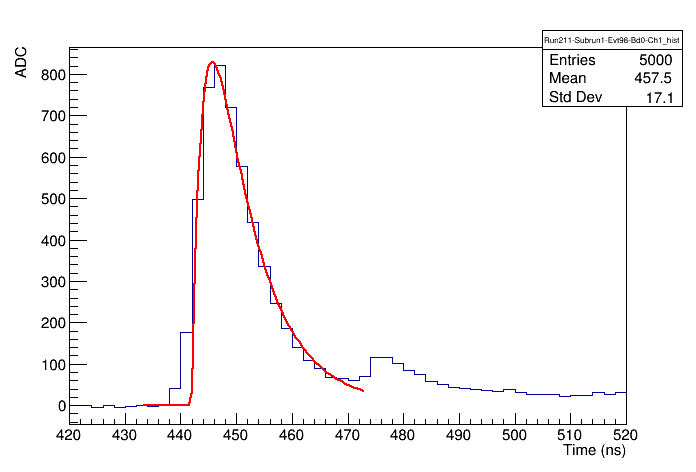 Run211-Subrun1-Evt98-Bd0-Ch1_hist
Entries 5000
Mean 457.5
Std Dev 17.1
ADC
800
700
600
500
400
300
200
100
0
420 430 440 450 460 470 480 490 500 510 520
Time (ns)